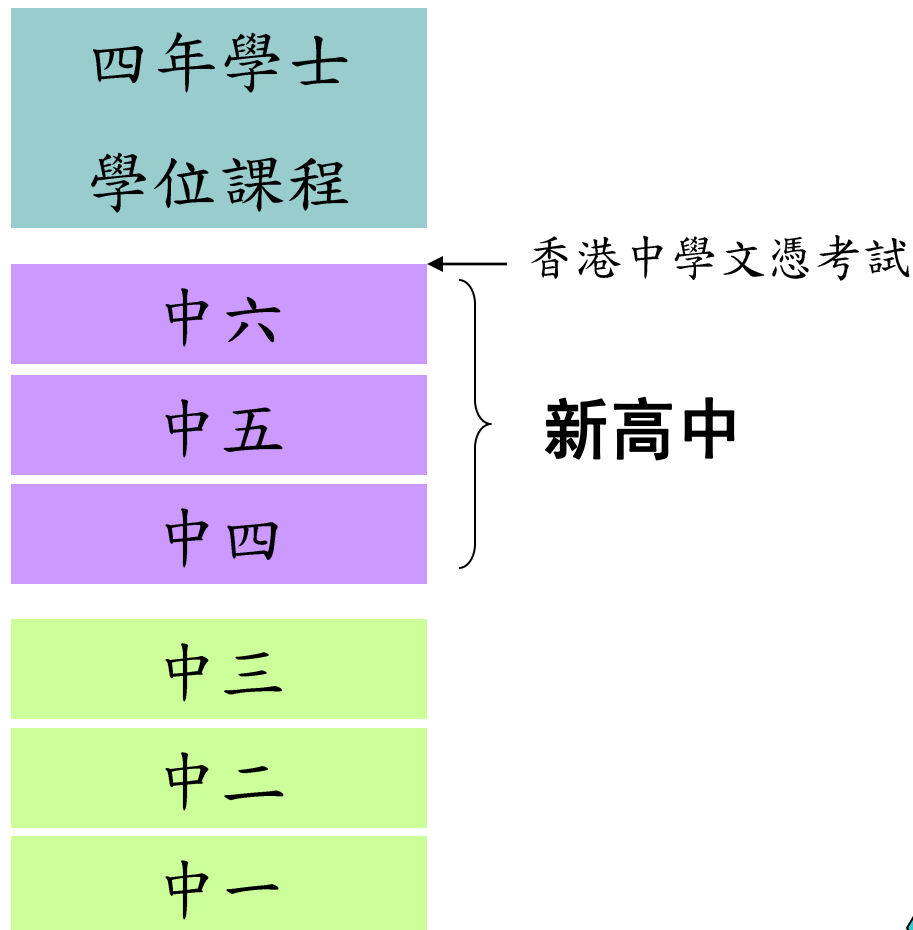 四年學士
學位課程
香港中學文憑考試
中六
中五
新高中
中四
中三
中二
中一